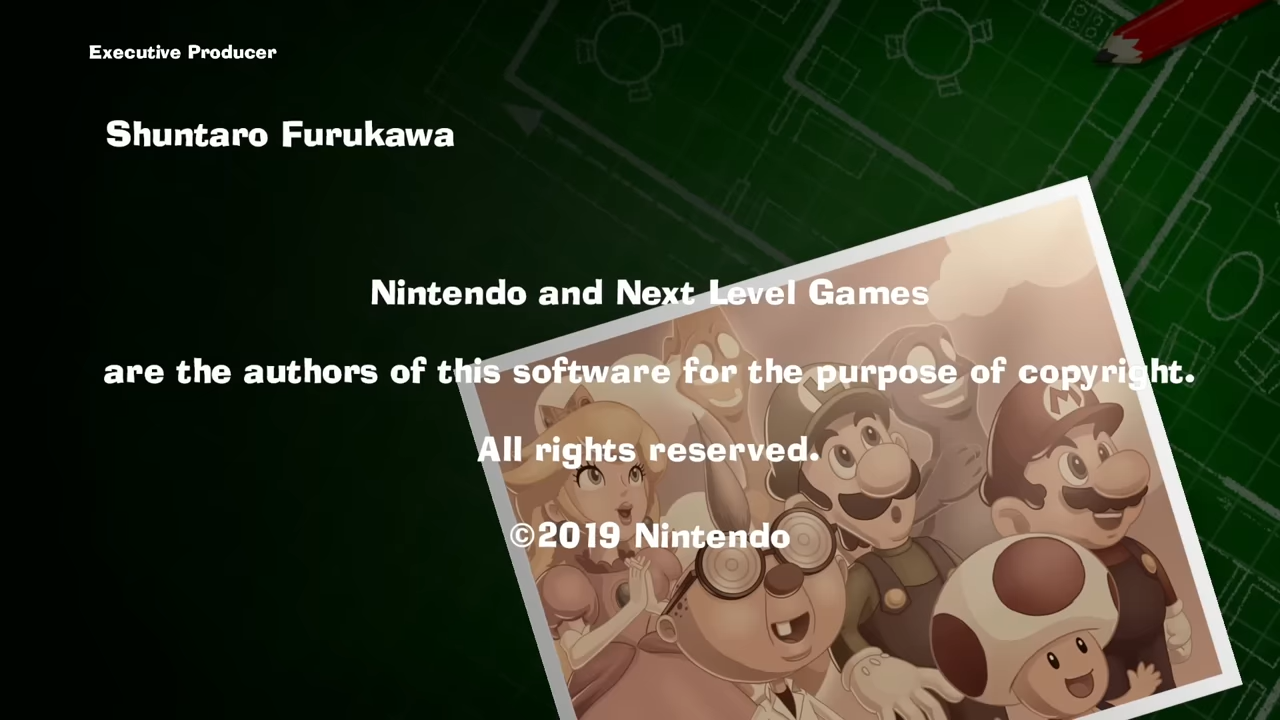 Executive Producer
Shuntaro Furukawa
Nintendo and Next Level Games
are the authors of this software for the purpose of copyright.
All rights reserved.
©2019 Nintendo
M